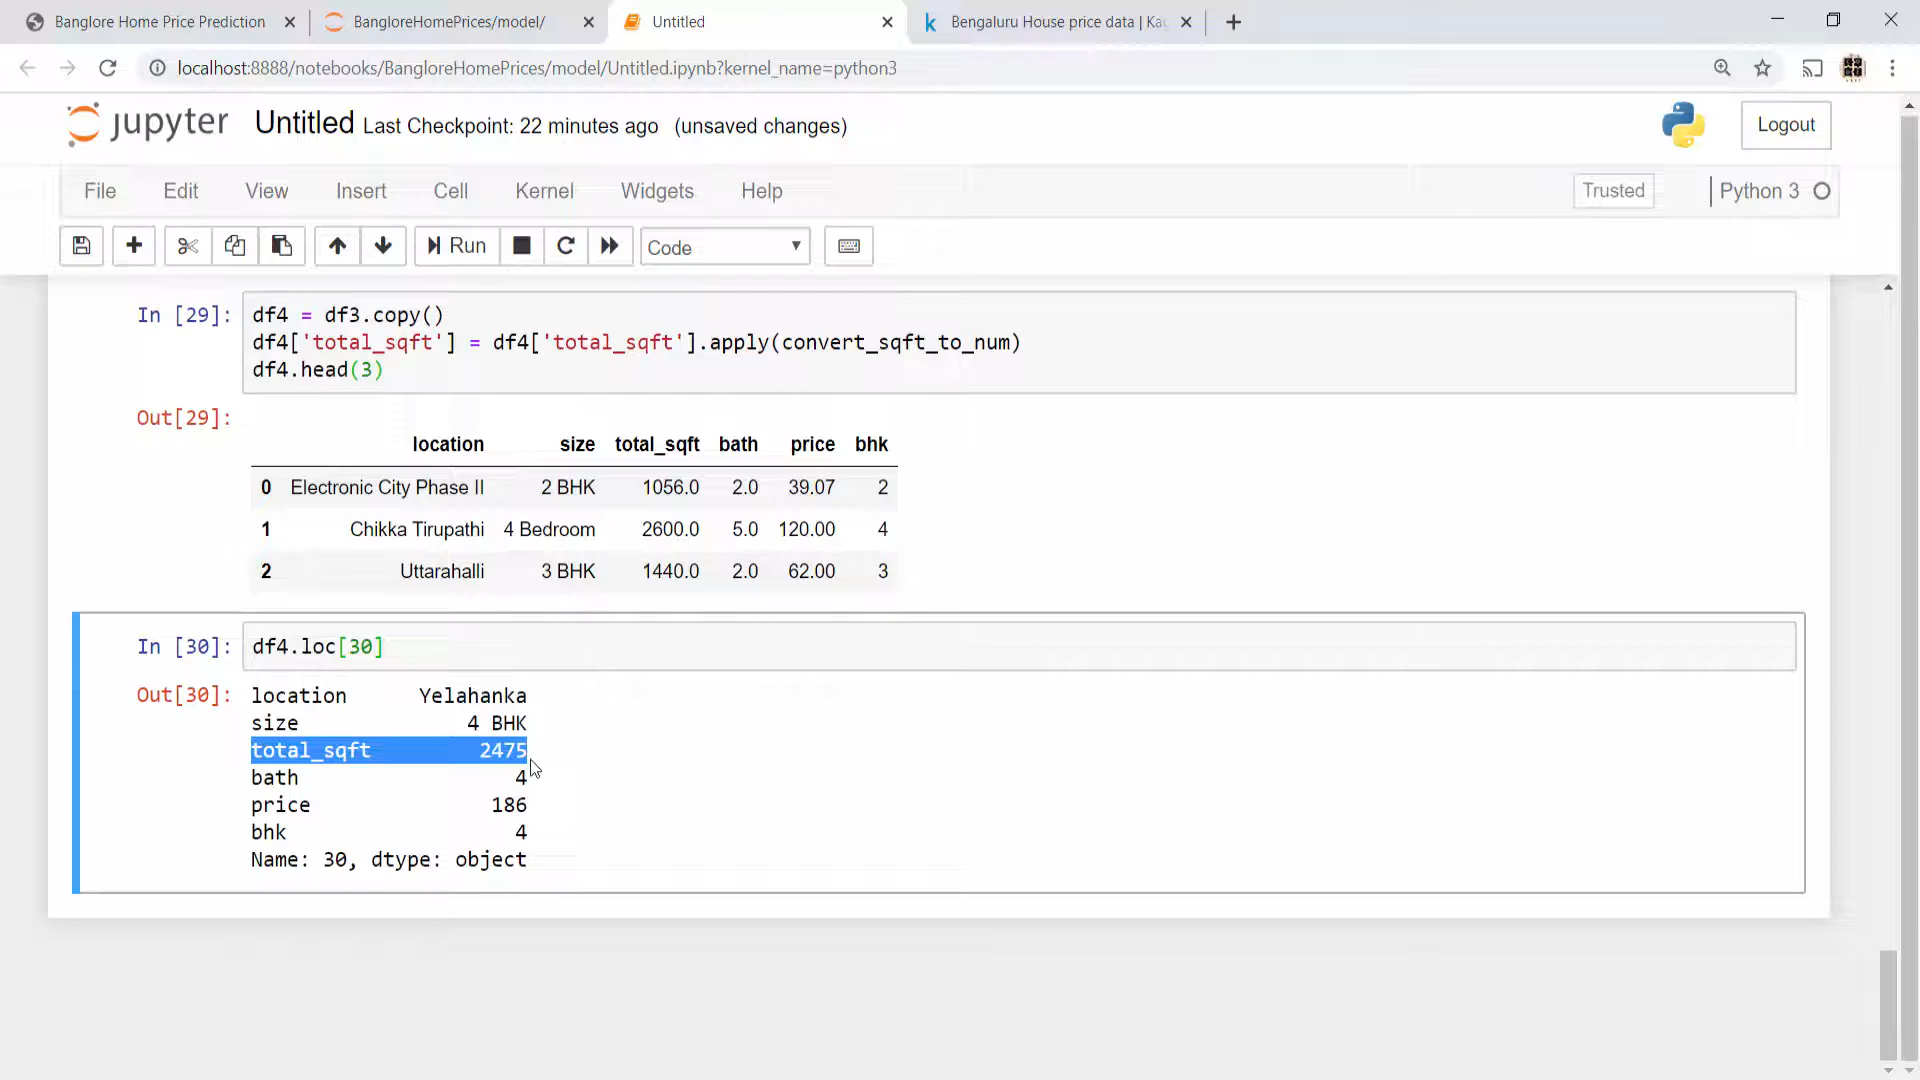 Banglore Home Price Prediction
BangloreHomePrices/model/
Untitled
Bengaluru House price data | Kag
localhost:8888/notebooks/BangloreHomePrices/model/Untitled.ipynb?kernel_name=python3
jupyter Untitled Last Checkpoint: 22 minutes ago (unsaved changes)
Logout
File Edit View Insert Cell Kernel Widgets Help
Trusted
Python 3
Run
Code
In [29]: df4 = df3.copy()
df4['total_sqft'] = df4['total_sqft'].apply(convert_sqft_to_num)
df4.head(3)
Out[29]:
location size total_sqft bath price bhk
0 Electronic City Phase II 2 BHK 1056.0 2.0 39.07 2
1 Chikka Tirupathi 4 Bedroom 2600.0 5.0 120.00 4
2 Uttarahalli 3 BHK 1440.0 2.0 62.00 3
In [30]: df4.loc[30]
Out[30]: location Yelahanka
size 4 BHK
total_sqft 2475
bath 4
price 186
bhk 4
Name: 30, dtype: object